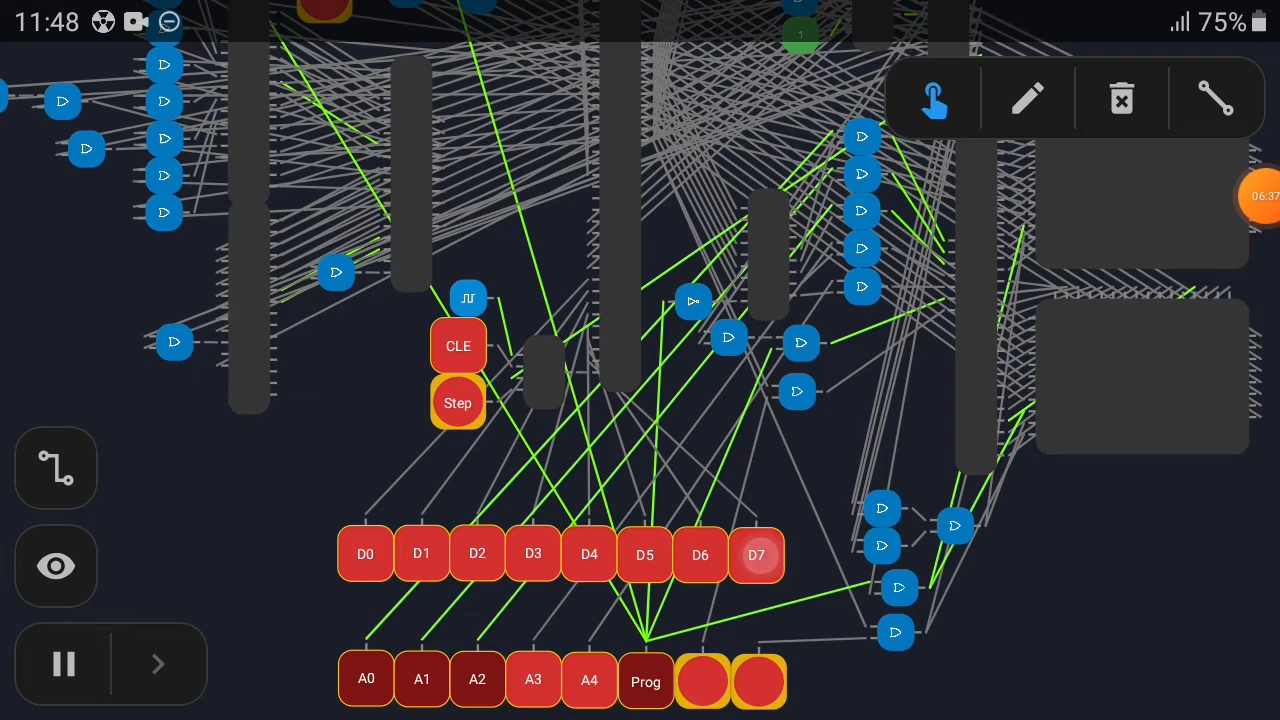 11:48 75%
1
06:37
CLE
Step
D0 D1 D2 D3 D4 D5 D6 D7
A0 A1 A2 A3 A4 Prog